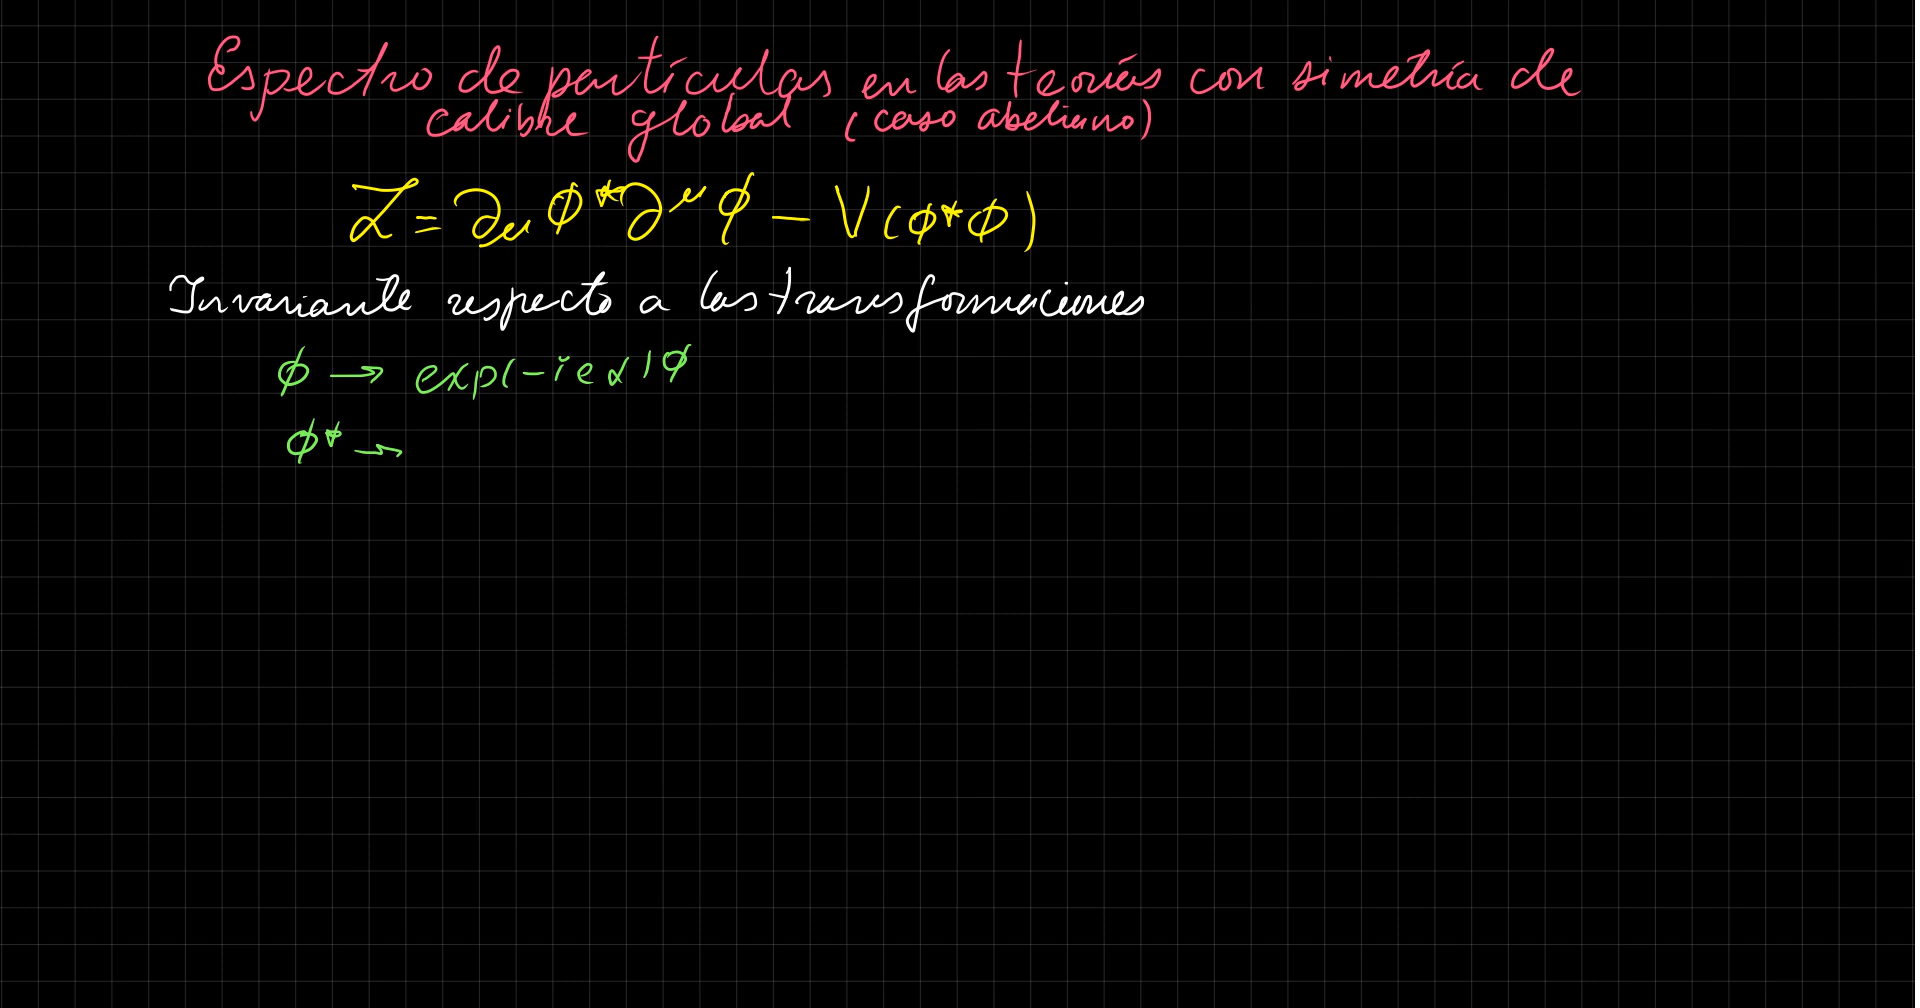 Espectro de partículas en las teorías con simetría de
calibre global (caso abeliano)
ℒ = ∂μ ϕ* ∂^μ ϕ − V(ϕ*ϕ)
Invariante respecto a las transformaciones
ϕ → exp(-ieα)ϕ
ϕ* →